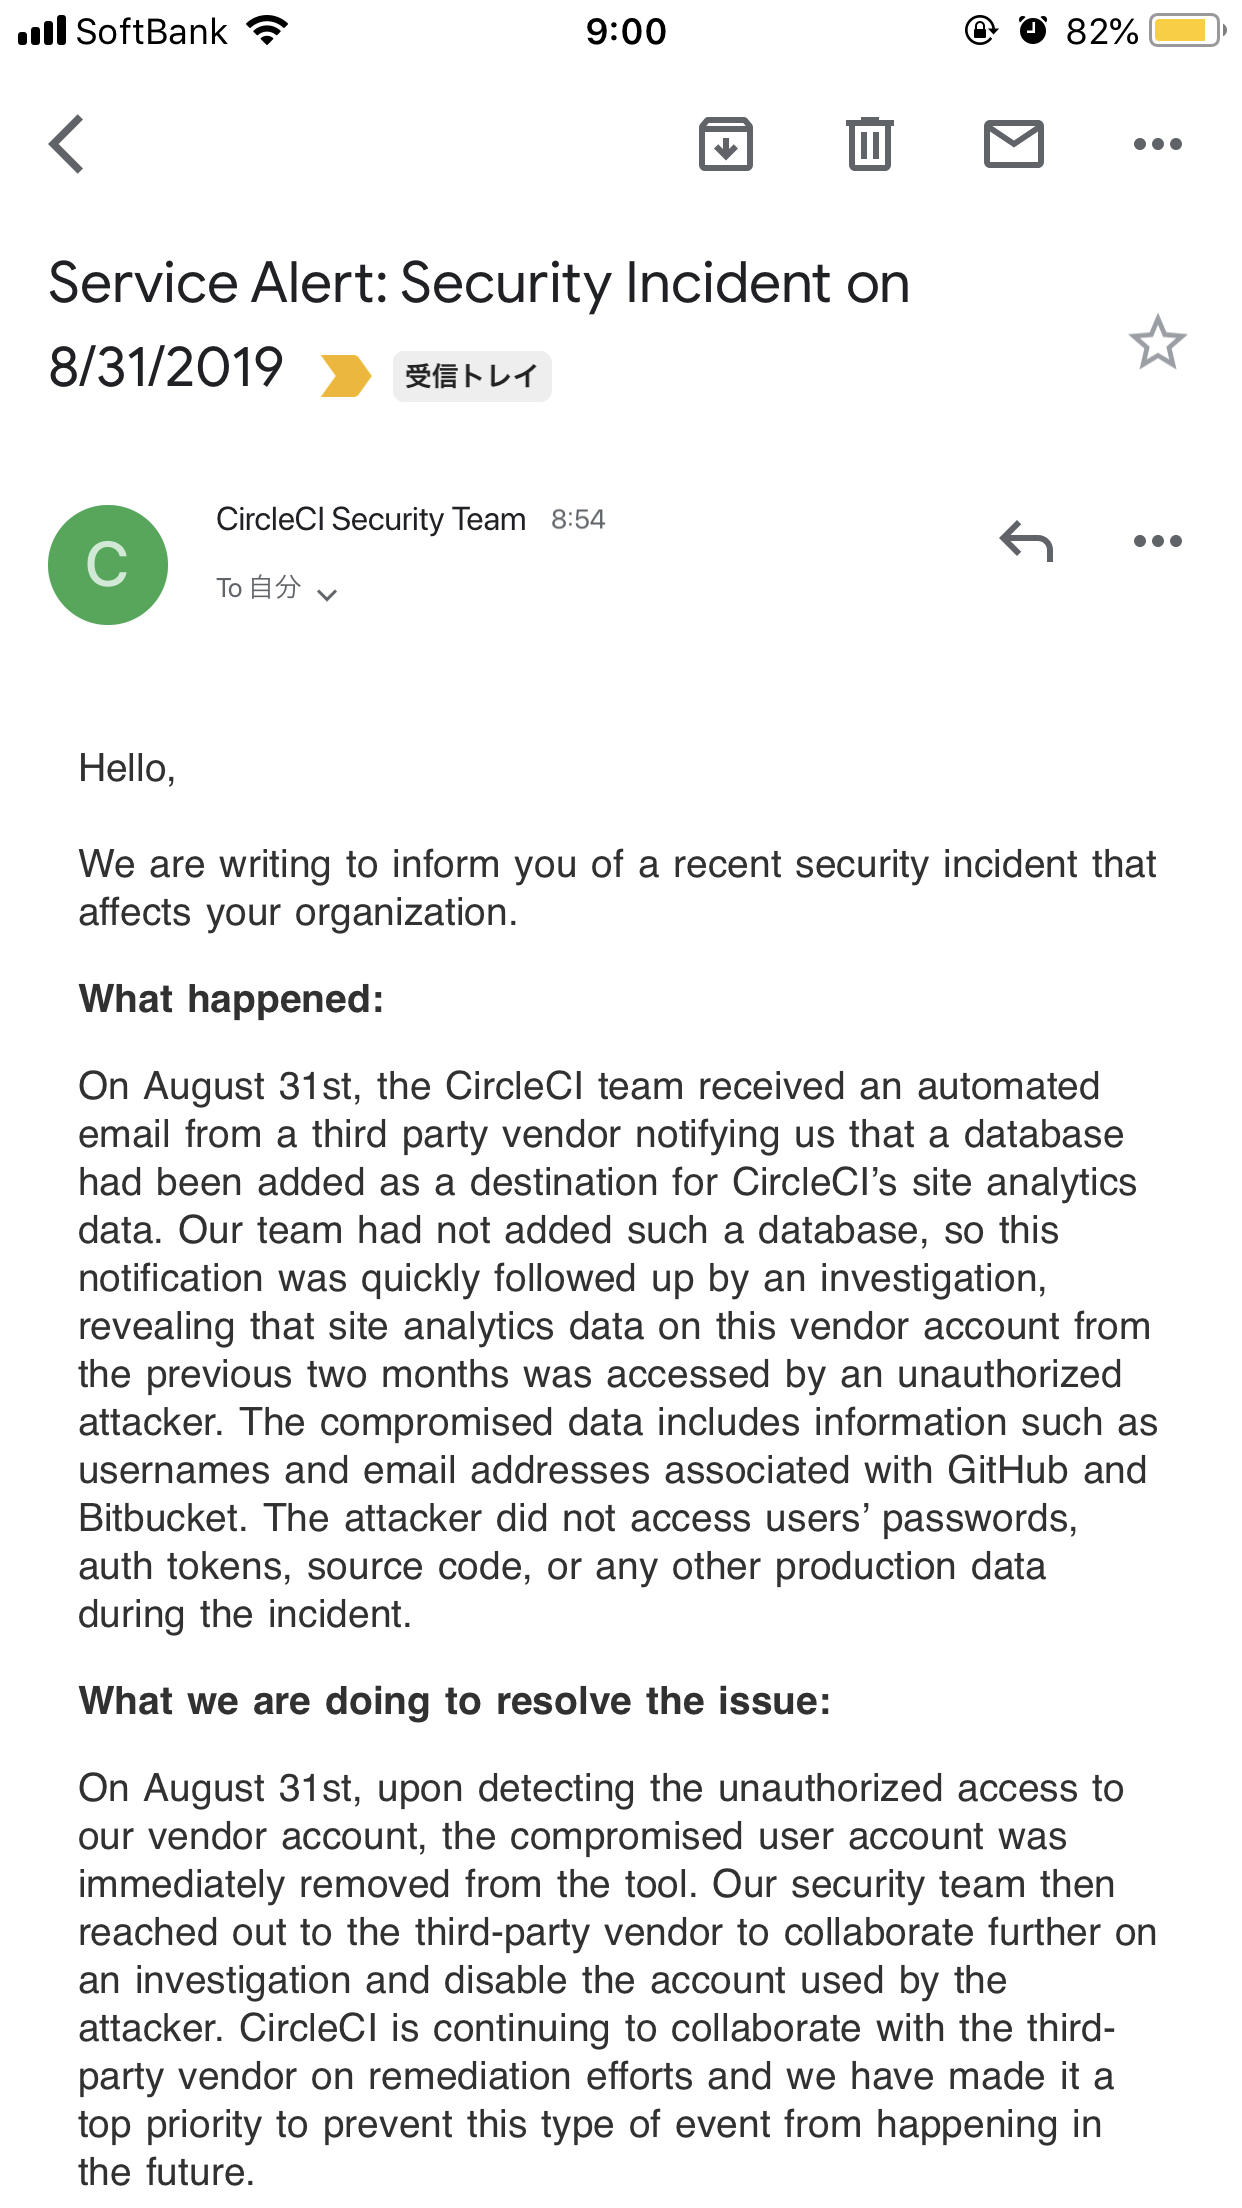 SoftBank 9:00 82%
Service Alert: Security Incident on
8/31/2019 受信トレイ
C
CircleCI Security Team 8:54
To 自分
Hello,
We are writing to inform you of a recent security incident that
affects your organization.
What happened:
On August 31st, the CircleCI team received an automated
email from a third party vendor notifying us that a database
had been added as a destination for CircleCI’s site analytics
data. Our team had not added such a database, so this
notification was quickly followed up by an investigation,
revealing that site analytics data on this vendor account from
the previous two months was accessed by an unauthorized
attacker. The compromised data includes information such as
usernames and email addresses associated with GitHub and
Bitbucket. The attacker did not access users’ passwords,
auth tokens, source code, or any other production data
during the incident.
What we are doing to resolve the issue:
On August 31st, upon detecting the unauthorized access to
our vendor account, the compromised user account was
immediately removed from the tool. Our security team then
reached out to the third-party vendor to collaborate further on
an investigation and disable the account used by the
attacker. CircleCI is continuing to collaborate with the third-
party vendor on remediation efforts and we have made it a
top priority to prevent this type of event from happening in
the future.